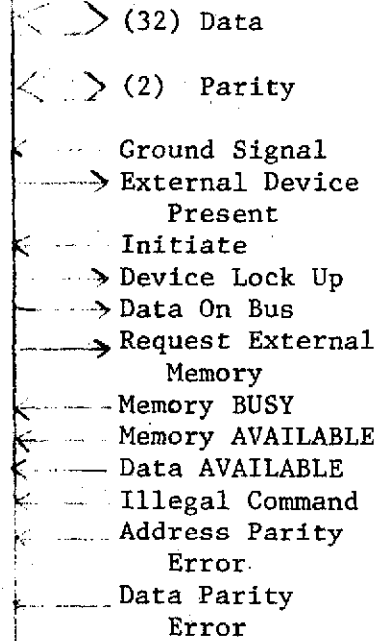 (32) Data
(2) Parity
Ground Signal
External Device
Present
Initiate
Device Lock Up
Data On Bus
Request External
Memory
Memory BUSY
Memory AVAILABLE
Data AVAILABLE
Illegal Command
Address Parity
Error
Data Parity
Error